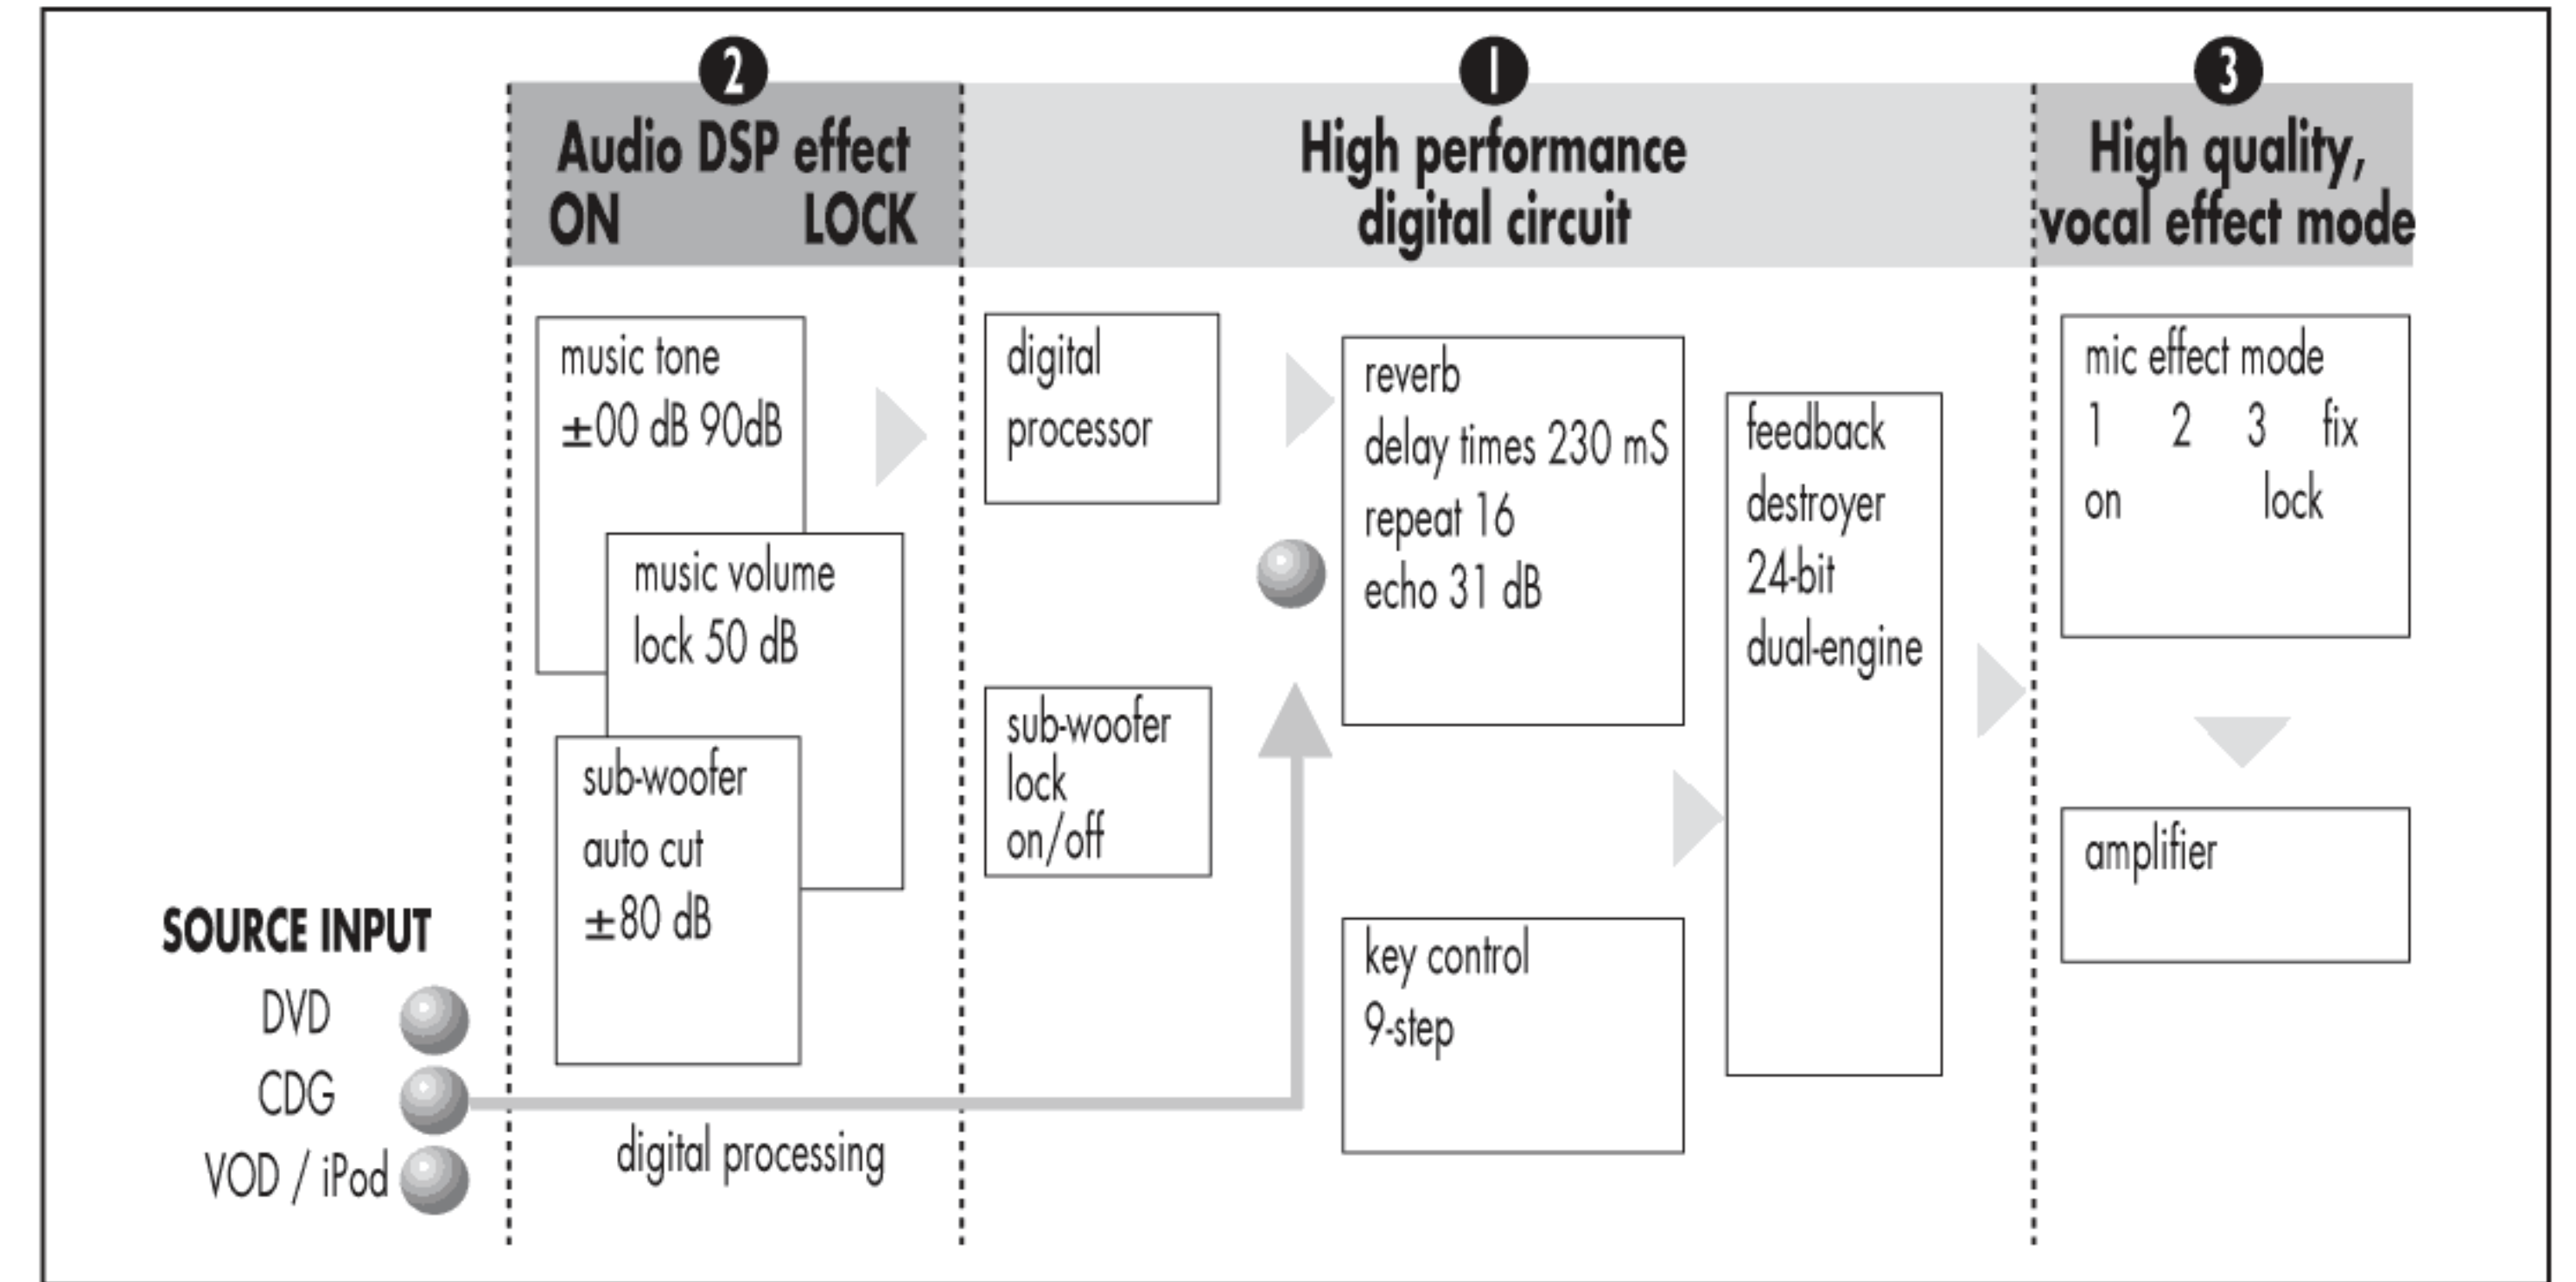 2
Audio DSP effect
ON LOCK
1
High performance
digital circuit
3
High quality,
vocal effect mode
music tone
±00 dB 90dB
music volume
lock 50 dB
sub-woofer
auto cut
±80 dB
digital
processor
sub-woofer
lock
on/off
reverb
delay times 230 mS
repeat 16
echo 31 dB
key control
9-step
feedback
destroyer
24-bit
dual-engine
mic effect mode
1 2 3 fix
on lock
amplifier
SOURCE INPUT
DVD
CDG
VOD / iPod
digital processing